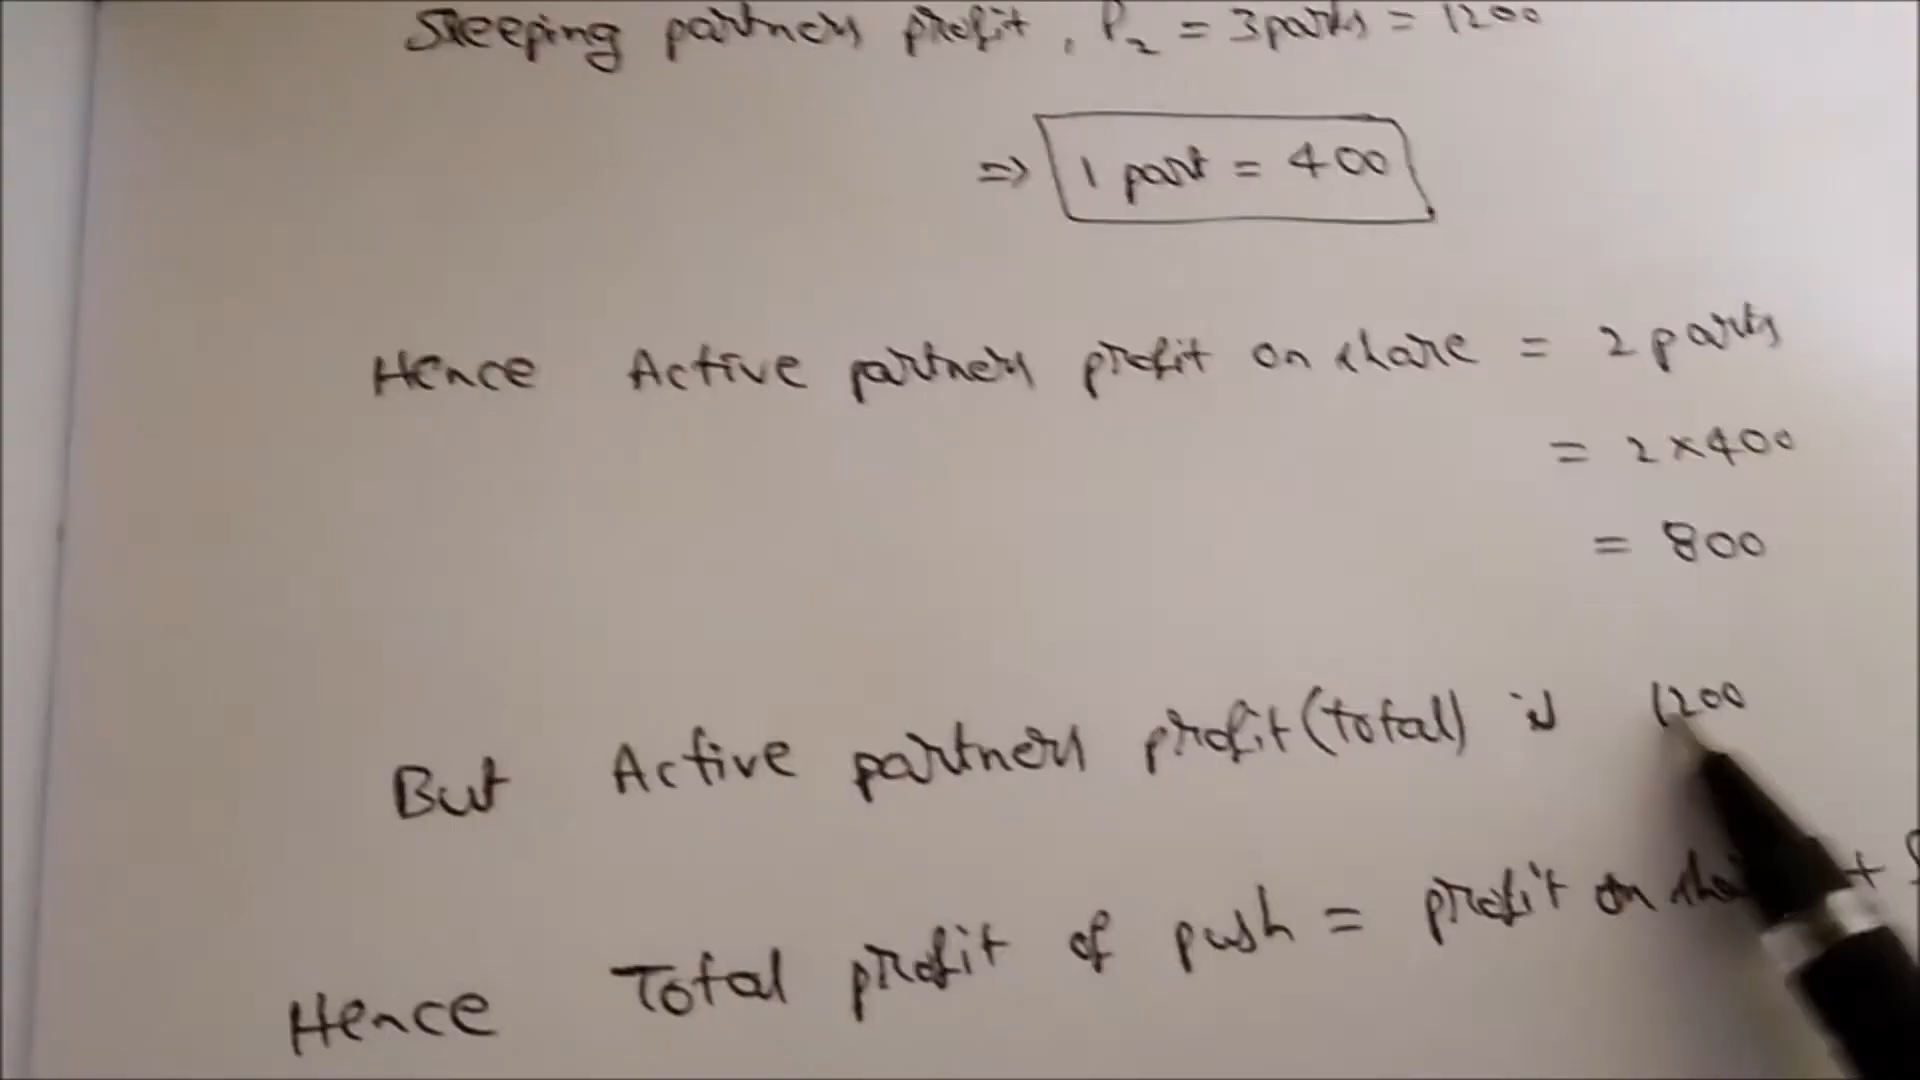 Sleeping partners profit, P2 = 3 parts = 1200
=> 1 part = 400
Hence Active partners profit on share = 2 parts
= 2 x 400
= 800
But Active partners profit (total) is 1200
Hence Total profit of push = profit on +